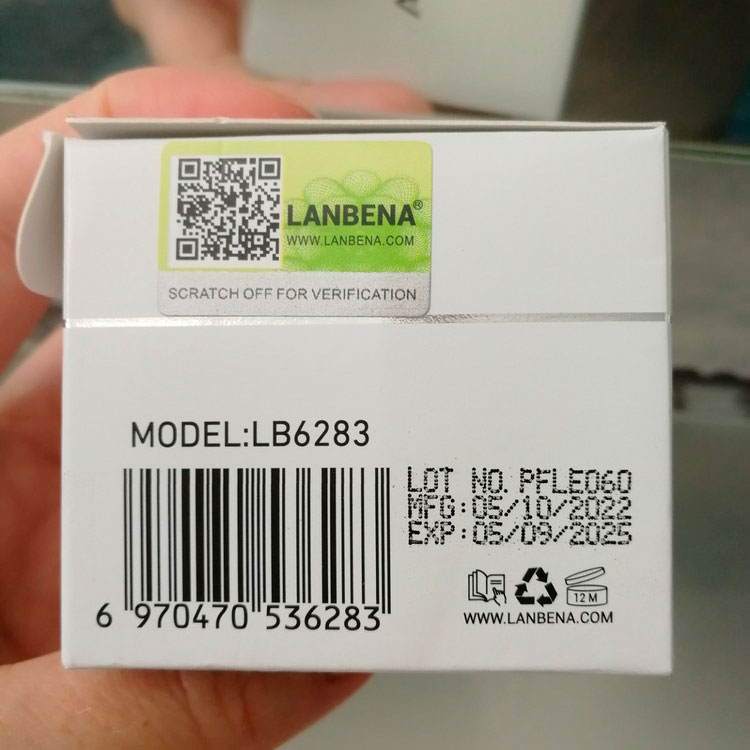 LANBENA®
WWW.LANBENA.COM
SCRATCH OFF FOR VERIFICATION
MODEL:LB6283
6 970470 536283
LOT NO. PFLE060
MFG:05/10/2022
EXP:05/09/2025
12 M
WWW.LANBENA.COM